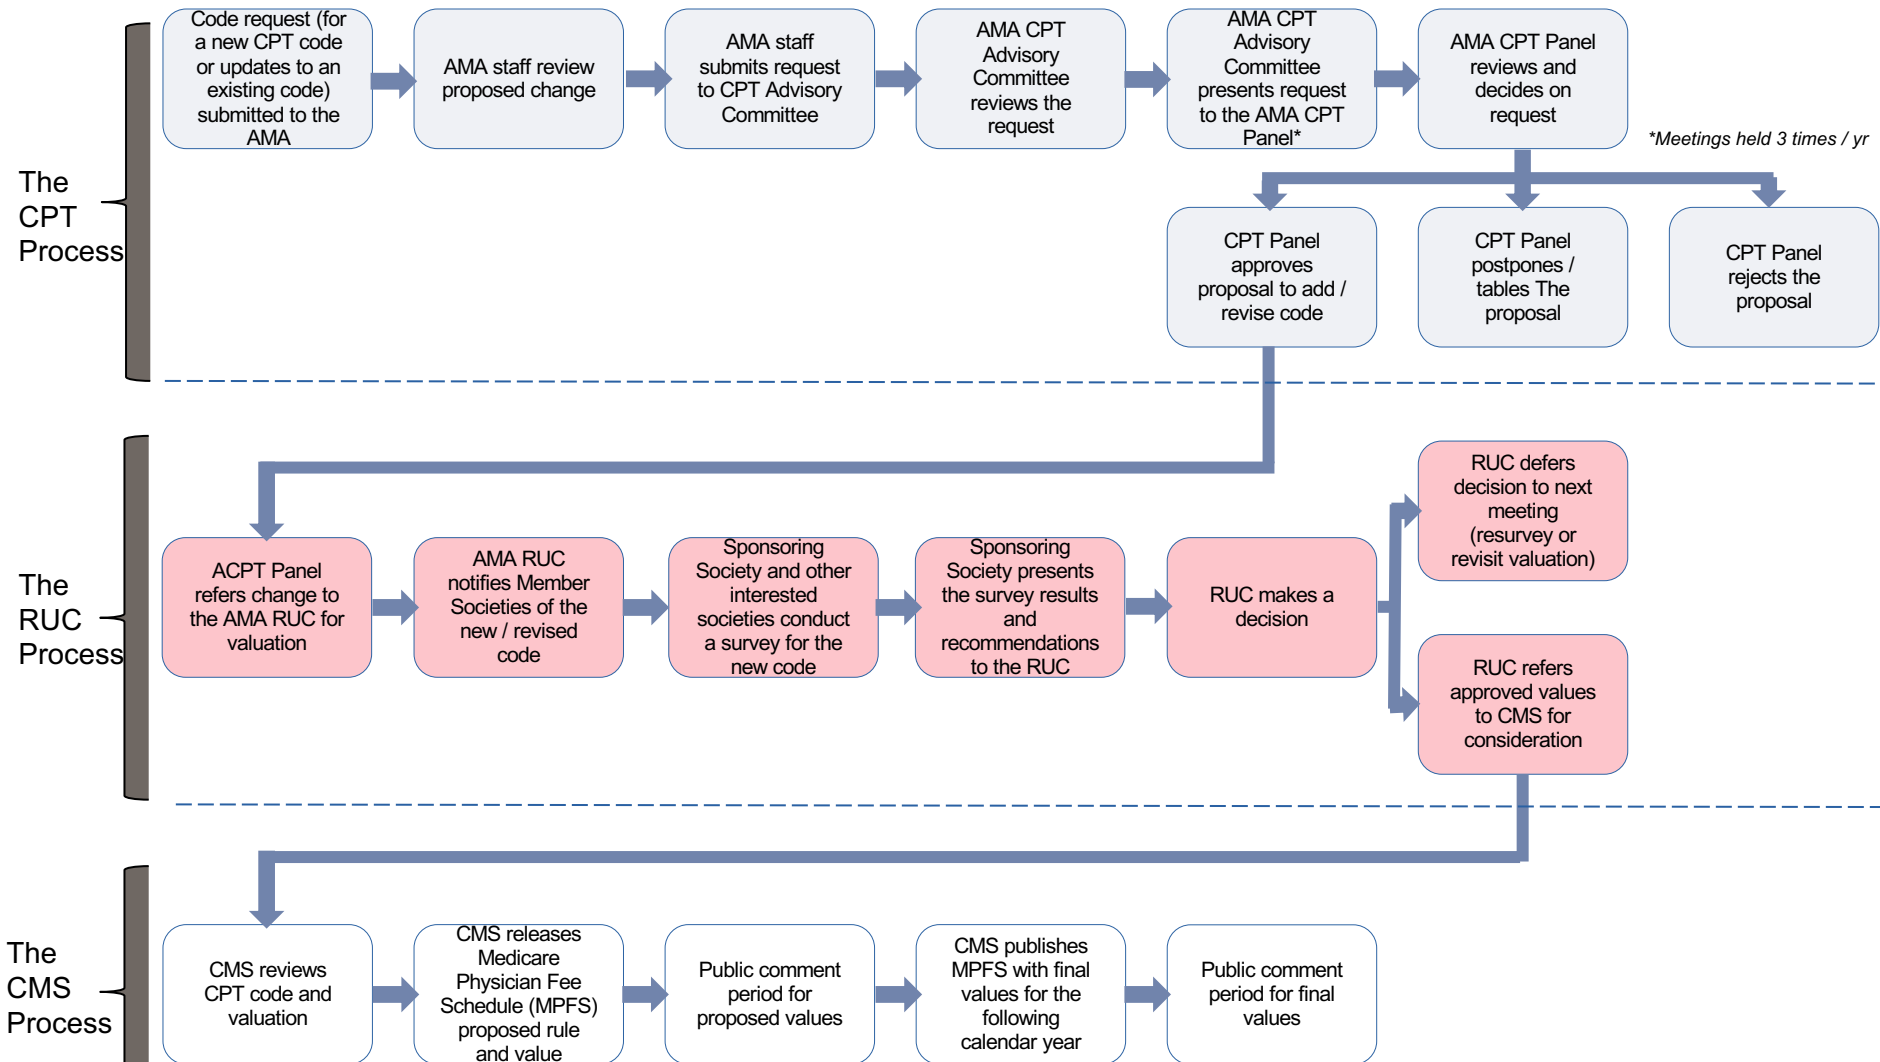 The
CPT
Process
Code request (for
a new CPT code
or updates to an
existing code)
submitted to the
AMA
AMA staff review
proposed change
AMA staff
submits request
to CPT Advisory
Committee
AMA CPT
Advisory
Committee
reviews the
request
AMA CPT
Advisory
Committee
presents request
to the AMA CPT
Panel*
AMA CPT Panel
reviews and
decides on
request
*Meetings held 3 times / yr
CPT Panel
approves
proposal to add /
revise code
CPT Panel
postpones /
tables The
proposal
CPT Panel
rejects the
proposal
The
RUC
Process
ACPT Panel
refers change to
the AMA RUC for
valuation
AMA RUC
notifies Member
Societies of the
new / revised
code
Sponsoring
Society and other
interested
societies conduct
a survey for the
new code
Sponsoring
Society presents
the survey results
and
recommendations
to the RUC
RUC makes a
decision
RUC defers
decision to next
meeting
(resurvey or
revisit valuation)
RUC refers
approved values
to CMS for
consideration
The
CMS
Process
CMS reviews
CPT code and
valuation
CMS releases
Medicare
Physician Fee
Schedule (MPFS)
proposed rule
and value
Public comment
period for
proposed values
CMS publishes
MPFS with final
values for the
following
calendar year
Public comment
period for final
values